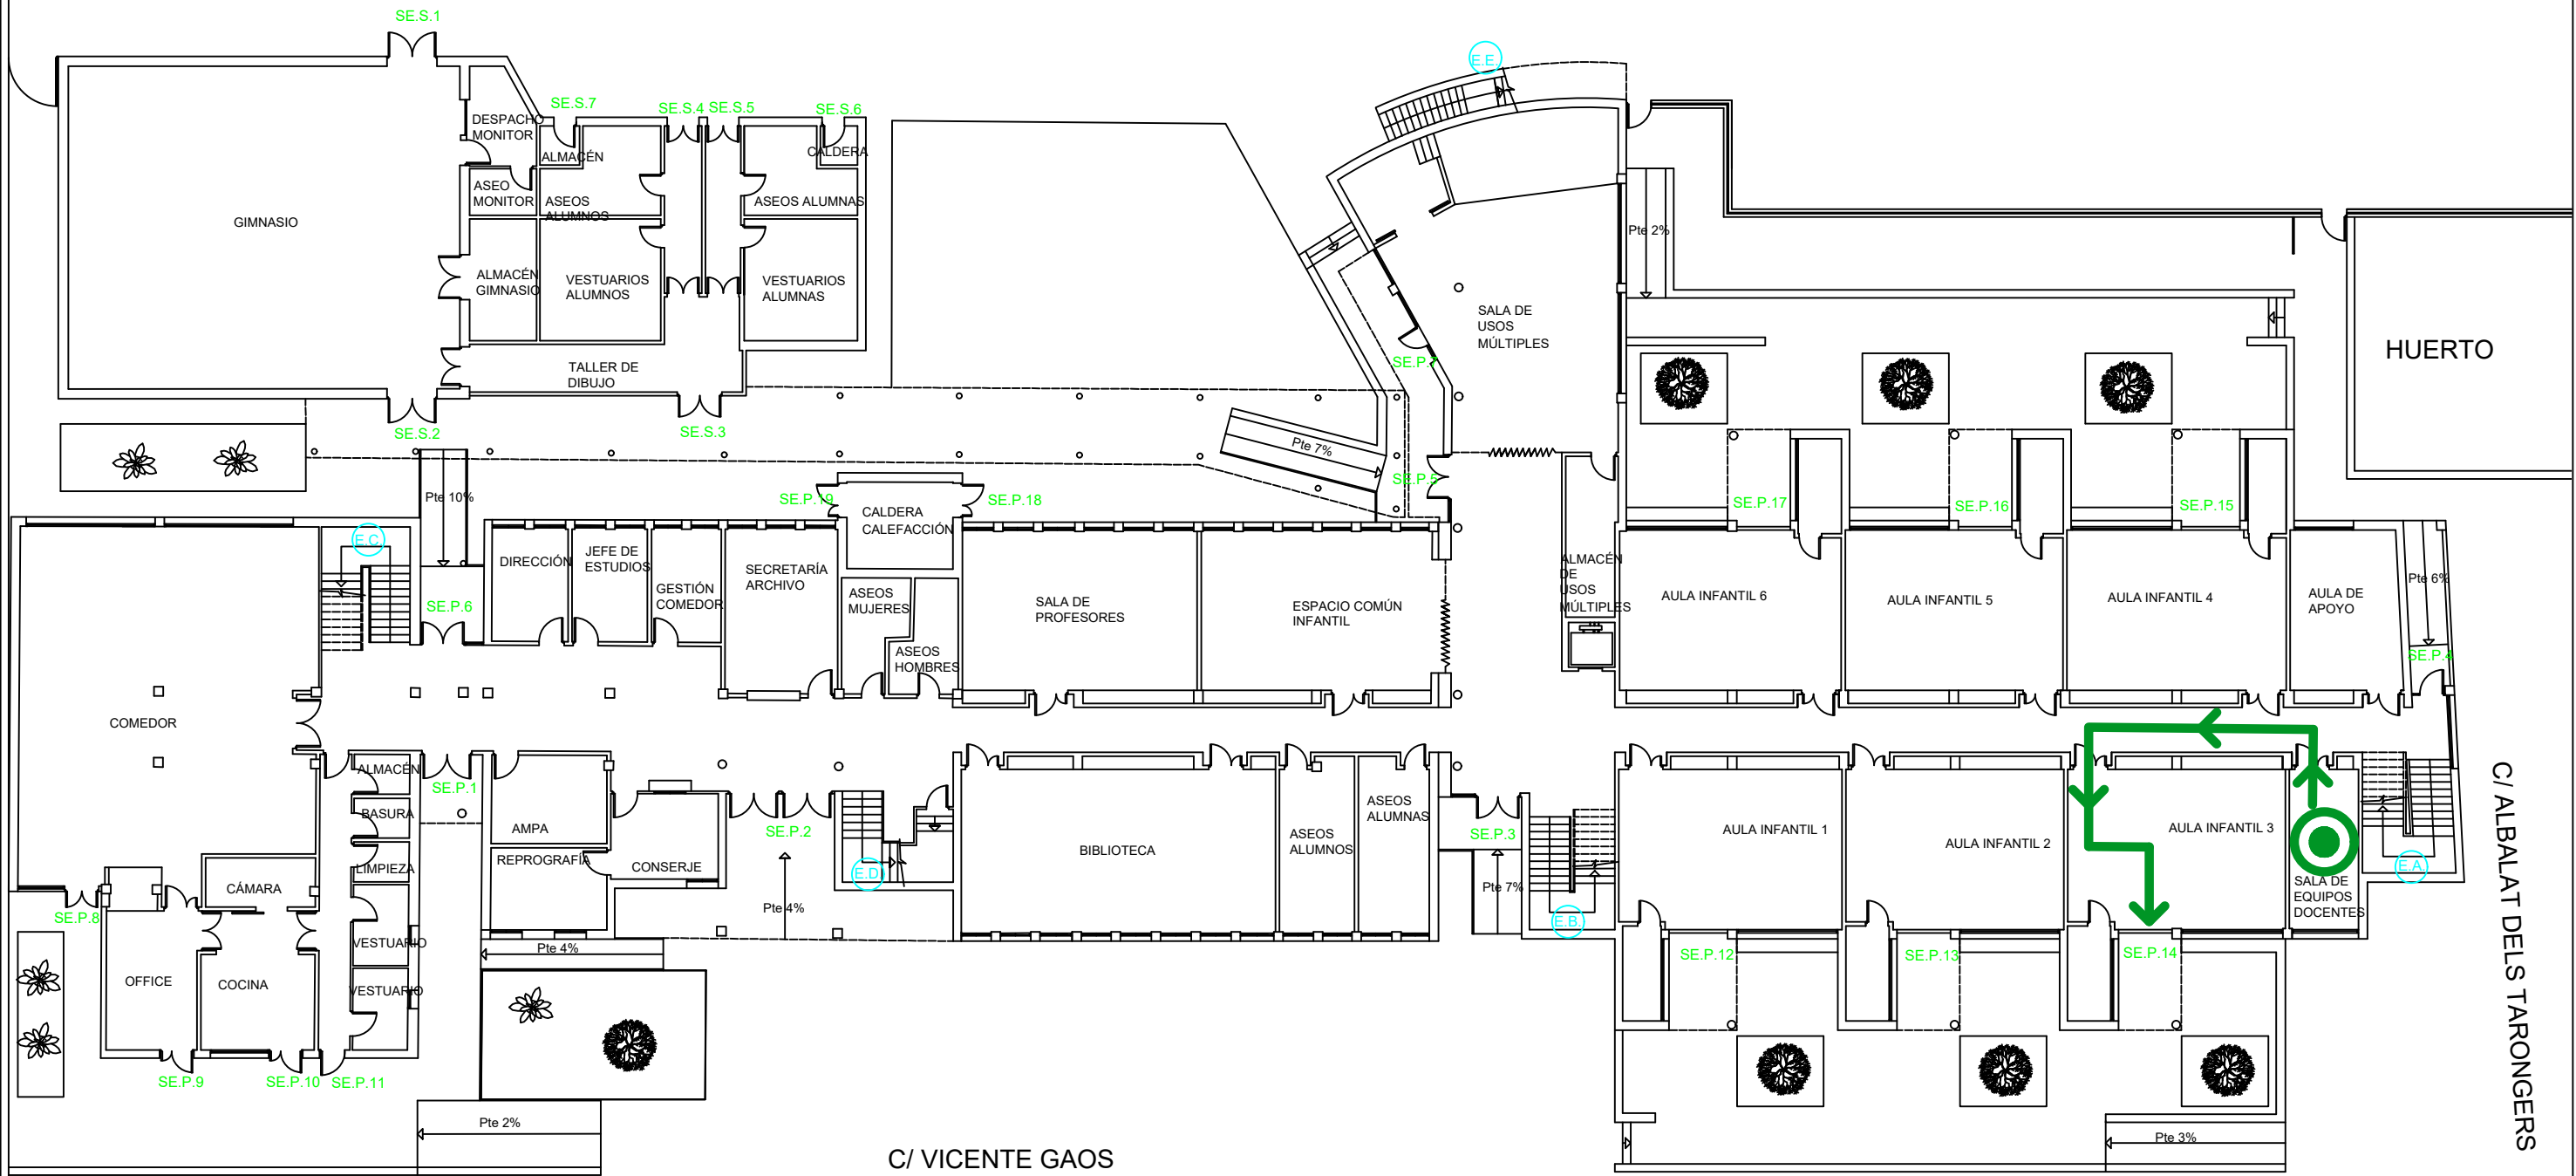 SE.S.1
E.E.
SE.S.7
SE.S.4
SE.S.5
SE.S.6
DESPACHO
MONITOR
ALMACÉN
CALDERA
ASEO
MONITOR
ASEOS
ALUMNOS
ASEOS ALUMNAS
GIMNASIO
Pte 2%
ALMACÉN
GIMNASIO
VESTUARIOS
ALUMNOS
VESTUARIOS
ALUMNAS
SALA DE
USOS
MÚLTIPLES
HUERTO
SE.P.7
TALLER DE
DIBUJO
SE.S.2
SE.S.3
Pte 7%
SE.P.5
Pte 10%
SE.P.19
SE.P.18
SE.P.17
SE.P.16
SE.P.15
CALDERA
CALEFACCIÓN
E.C.
DIRECCIÓN
JEFE DE
ESTUDIOS
GESTIÓN
COMEDOR
SECRETARÍA
ARCHIVO
ASEOS
MUJERES
ASEOS
HOMBRES
SALA DE
PROFESORES
ESPACIO COMÚN
INFANTIL
ALMACÉN
DE
USOS
MÚLTIPLES
AULA INFANTIL 6
AULA INFANTIL 5
AULA INFANTIL 4
AULA DE
APOYO
Pte 6%
SE.P.6
SE.P.4
COMEDOR
ALMACÉN
SE.P.1
BASURA
AMPA
SE.P.2
REPROGRAFÍA
CONSERJE
LIMPIEZA
CÁMARA
E.D.
BIBLIOTECA
ASEOS
ALUMNOS
ASEOS
ALUMNAS
SE.P.3
AULA INFANTIL 1
AULA INFANTIL 2
AULA INFANTIL 3
E.A.
SALA DE
EQUIPOS
DOCENTES
C/ ALBALAT DELS TARONGERS
SE.P.8
Pte 4%
Pte 7%
E.B.
VESTUARIO
Pte 4%
SE.P.12
SE.P.13
SE.P.14
OFFICE
COCINA
VESTUARIO
SE.P.9
SE.P.10
SE.P.11
Pte 2%
Pte 3%
C/ VICENTE GAOS